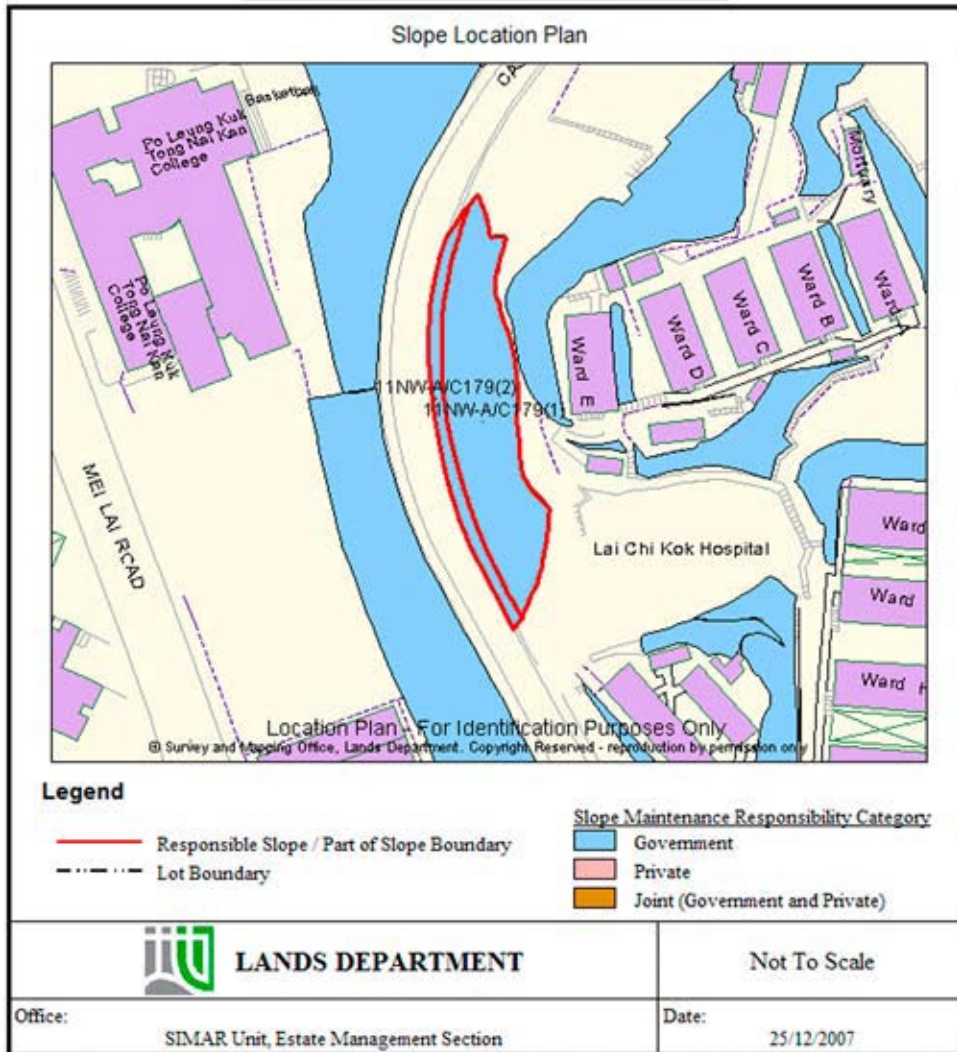 Slope Location Plan
CAS
Basketball
Po Leung Kuk
Tong Nai Kan
College
Mortuary
Po Leung Kuk
Tong Nai Kan
College
Ward
Ward B
Ward C
Ward D
Ward E
11NW-A/C179(2)
11NW-A/C179(1)
MEI LAI ROAD
Lai Chi Kok Hospital
Ward
Ward
Ward H
Location Plan - For Identification Purposes Only
© Survey and Mapping Office, Lands Department. Copyright Reserved - reproduction by permission only
Legend
Responsible Slope / Part of Slope Boundary
Lot Boundary
Slope Maintenance Responsibility Category
Government
Private
Joint (Government and Private)
LANDS DEPARTMENT
Not To Scale
Office:
SIMAR Unit, Estate Management Section
Date:
25/12/2007